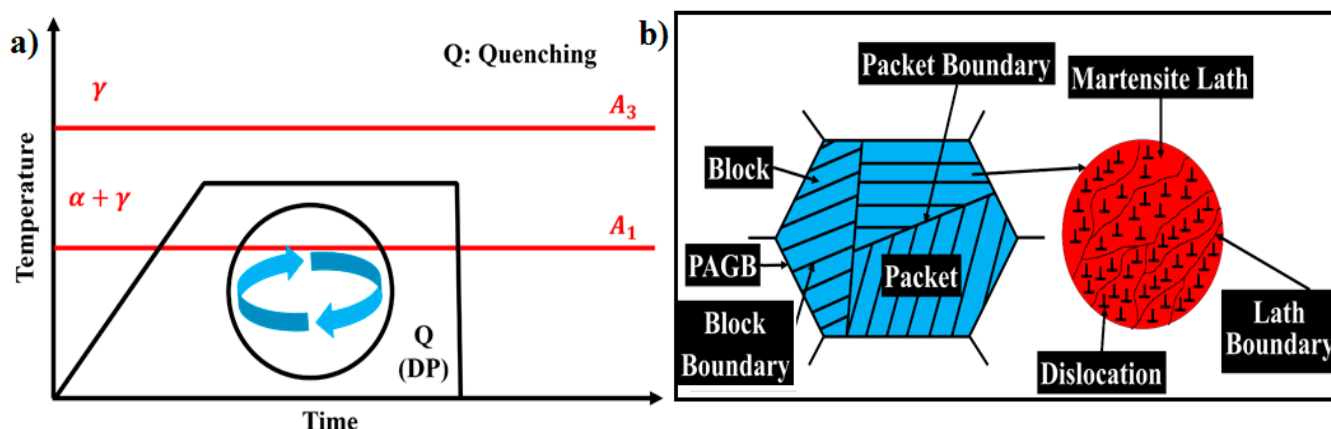 a)
Q: Quenching
γ
A₃
α + γ
A₁
Temperature
Q
(DP)
Time
b)
Packet Boundary
Martensite Lath
Block
PAGB
Packet
Block
Boundary
Lath
Boundary
Dislocation